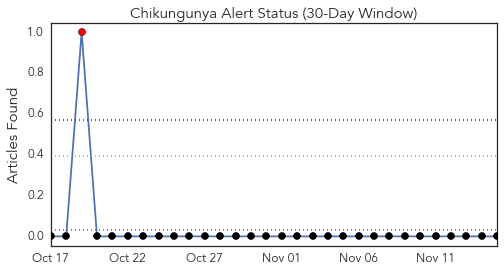 Chikungunya Alert Status (30-Day Window)
Articles Found
1.0
0.8
0.6
0.4
0.2
0.0
Oct 17 Oct 22 Oct 27 Nov 01 Nov 06 Nov 11